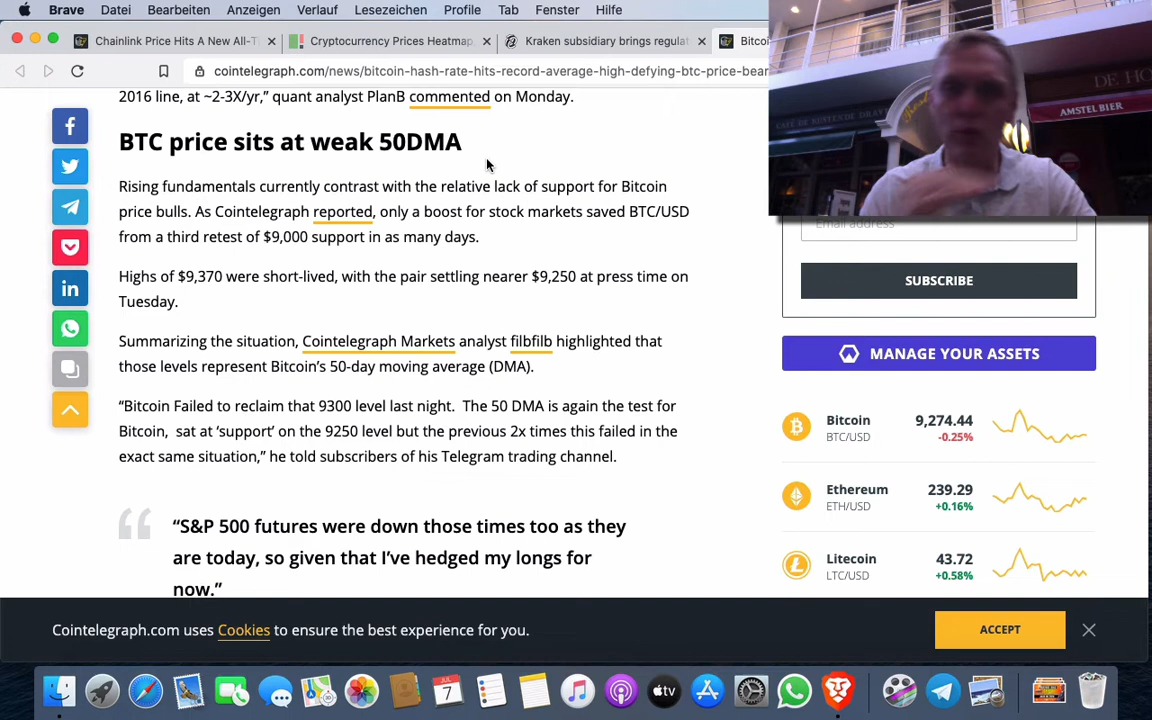 Brave Datei Bearbeiten Anzeigen Verlauf Lesezeichen Profile Tab Fenster Hilfe
Chainlink Price Hits A New All-T
Cryptocurrency Prices Heatmap,
Kraken subsidiary brings regulat
Bitcoi
cointelegraph.com/news/bitcoin-hash-rate-hits-record-average-high-defying-btc-price-bear
2016 line, at ~2-3X/yr,” quant analyst PlanB commented on Monday.
BTC price sits at weak 50DMA
Rising fundamentals currently contrast with the relative lack of support for Bitcoin
price bulls. As Cointelegraph reported, only a boost for stock markets saved BTC/USD
from a third retest of $9,000 support in as many days.
Highs of $9,370 were short-lived, with the pair settling nearer $9,250 at press time on
Tuesday.
Summarizing the situation, Cointelegraph Markets analyst filbfilb highlighted that
those levels represent Bitcoin’s 50-day moving average (DMA).
“Bitcoin Failed to reclaim that 9300 level last night. The 50 DMA is again the test for
Bitcoin, sat at ‘support’ on the 9250 level but the previous 2x times this failed in the
exact same situation,” he told subscribers of his Telegram trading channel.
“S&P 500 futures were down those times too as they
are today, so given that I’ve hedged my longs for
now.”
DE HO
AMSTEL BIER
Email address
SUBSCRIBE
MANAGE YOUR ASSETS
Bitcoin 9,274.44
BTC/USD -0.25%
Ethereum 239.29
ETH/USD +0.16%
Litecoin 43.72
LTC/USD +0.58%
Cointelegraph.com uses Cookies to ensure the best experience for you.
ACCEPT
JUL
7
tv